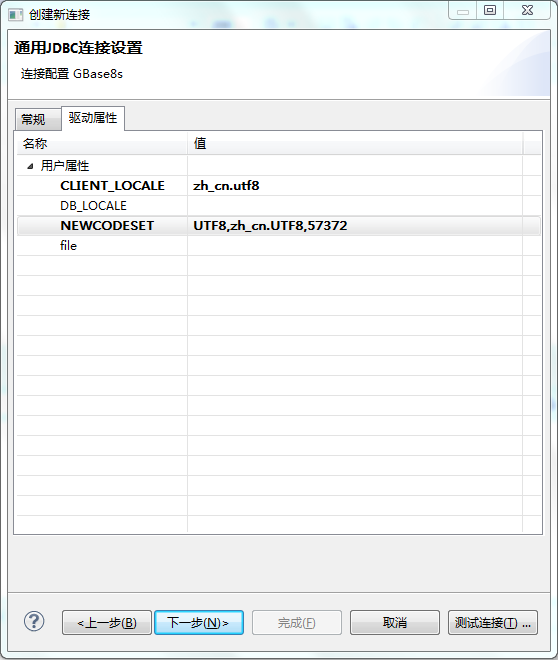 创建新连接
通用JDBC连接设置
连接配置 GBase8s
常规 驱动属性
名称 值
用户属性
CLIENT_LOCALE zh_cn.utf8
DB_LOCALE
NEWCODESET UTF8,zh_cn.UTF8,57372
file
<上一步(B) 下一步(N)> 完成(F) 取消 测试连接(T) ...